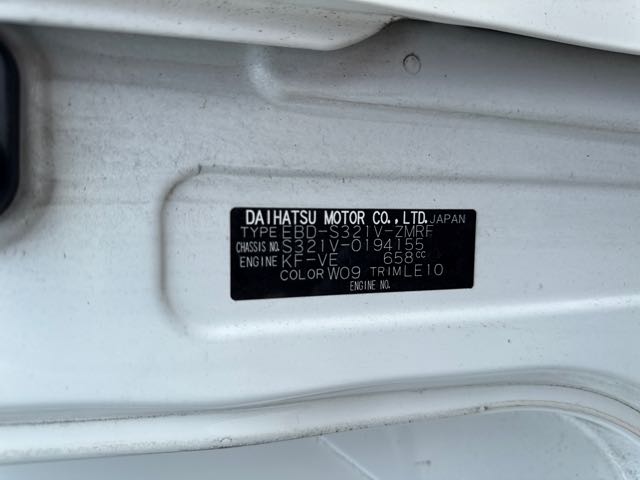 DAIHATSU MOTOR CO.,LTD. JAPAN
TYPE EBD-S321V-ZMRF
CHASSIS NO. S321V-0194155
ENGINE KF-VE 658CC
COLOR W09 TRIM LE10
ENGINE NO.